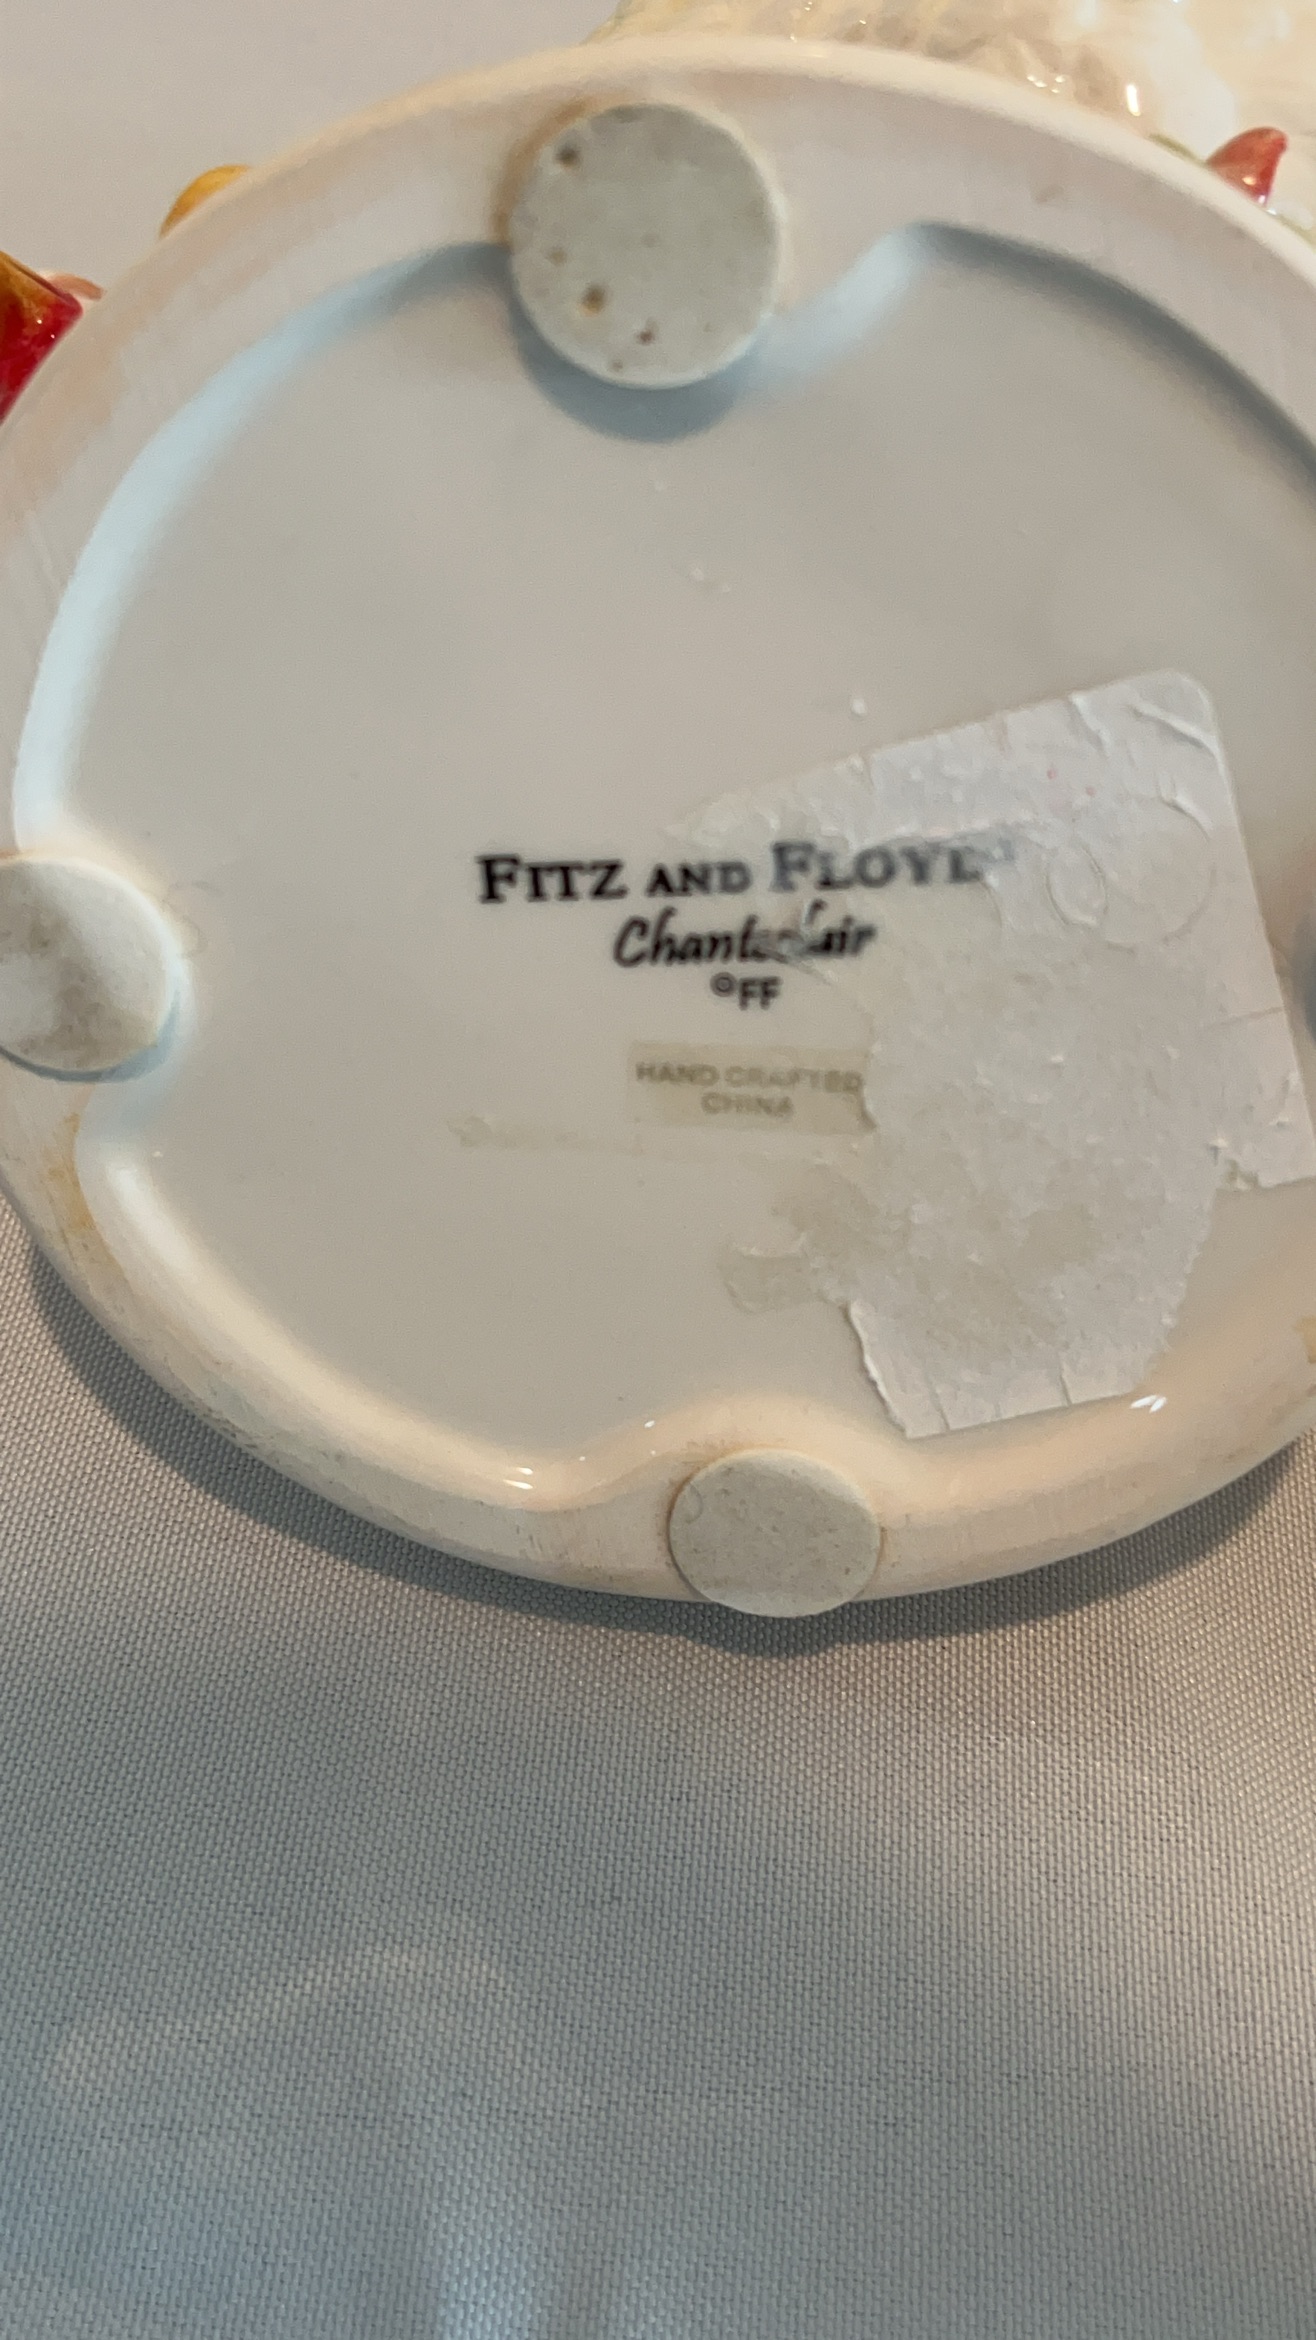 FITZ AND FLOYD
Chanteclair
©FF
HAND CRAFTED
CHINA